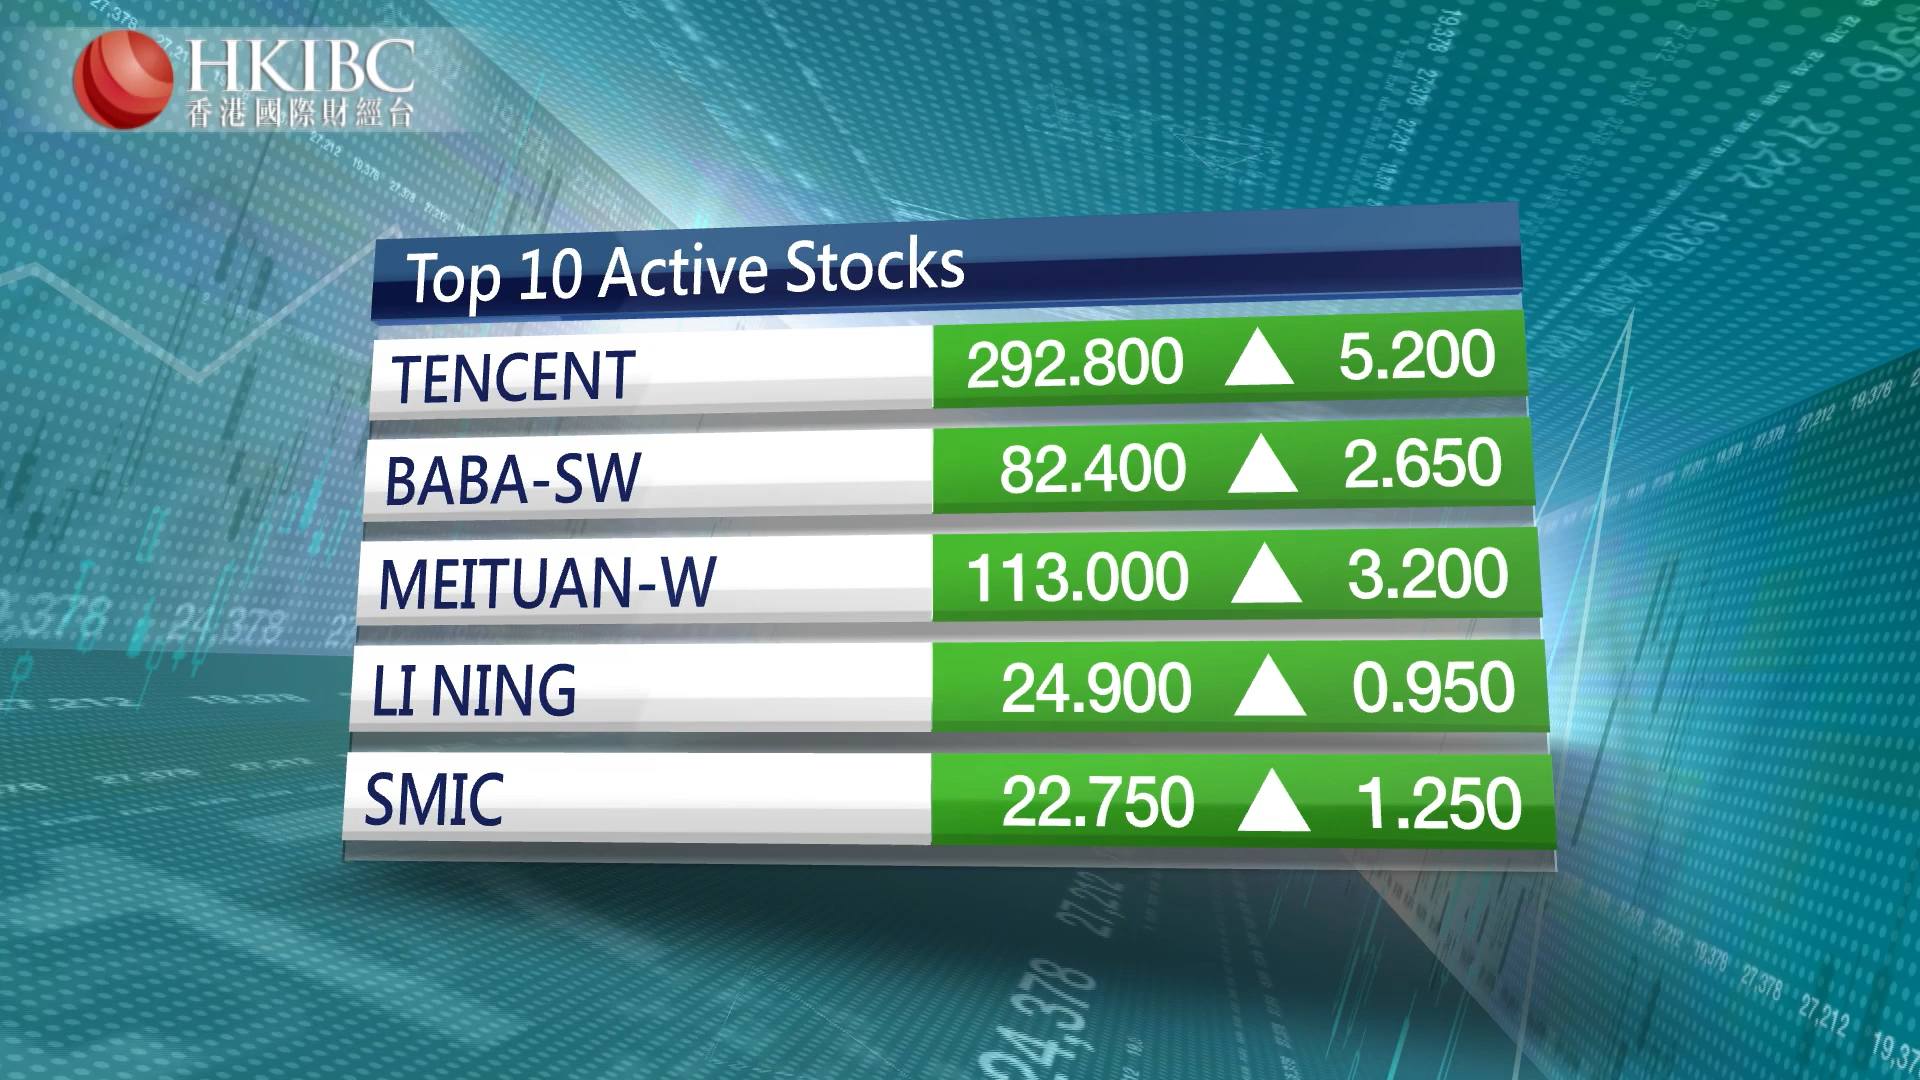 HKIBC
香港國際財經台
Top 10 Active Stocks
TENCENT 292.800 ▲ 5.200
BABA-SW 82.400 ▲ 2.650
MEITUAN-W 113.000 ▲ 3.200
LI NING 24.900 ▲ 0.950
SMIC 22.750 ▲ 1.250